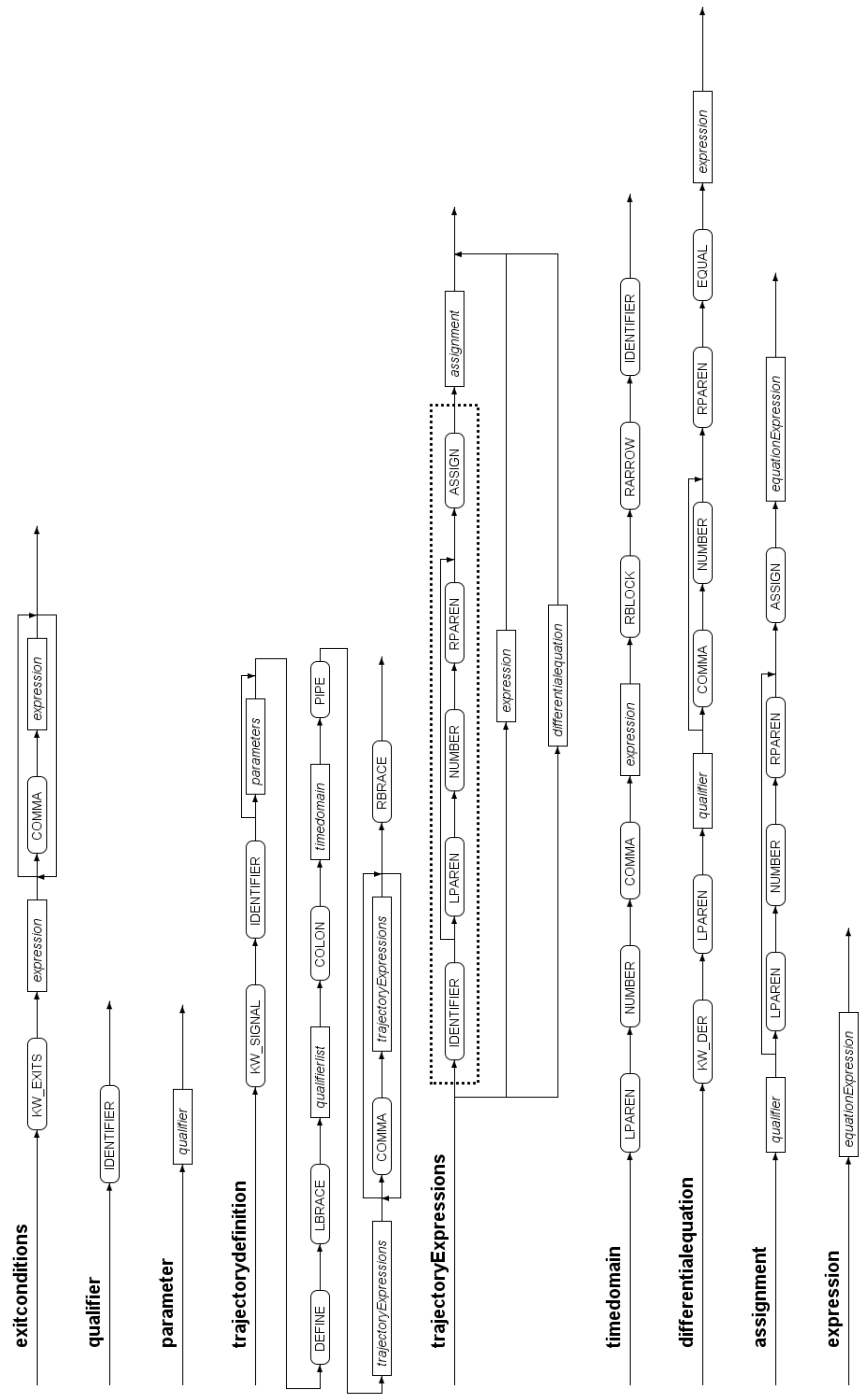 exitconditions
KW_EXITS expression COMMA expression
qualifier
IDENTIFIER
parameter
qualifier
trajectorydefinition
KW_SIGNAL IDENTIFIER parameters
DEFINE LBRACE qualifierlist COLON timedomain PIPE
trajectoryExpressions COMMA trajectoryExpressions RBRACE
trajectoryExpressions
IDENTIFIER LPAREN NUMBER RPAREN ASSIGN assignment
expression
differentialequation
timedomain
LPAREN NUMBER COMMA expression RBLOCK RARROW IDENTIFIER
differentialequation
KW_DER LPAREN qualifier COMMA NUMBER RPAREN EQUAL expression
assignment
qualifier LPAREN NUMBER RPAREN ASSIGN equationExpression
expression
equationExpression